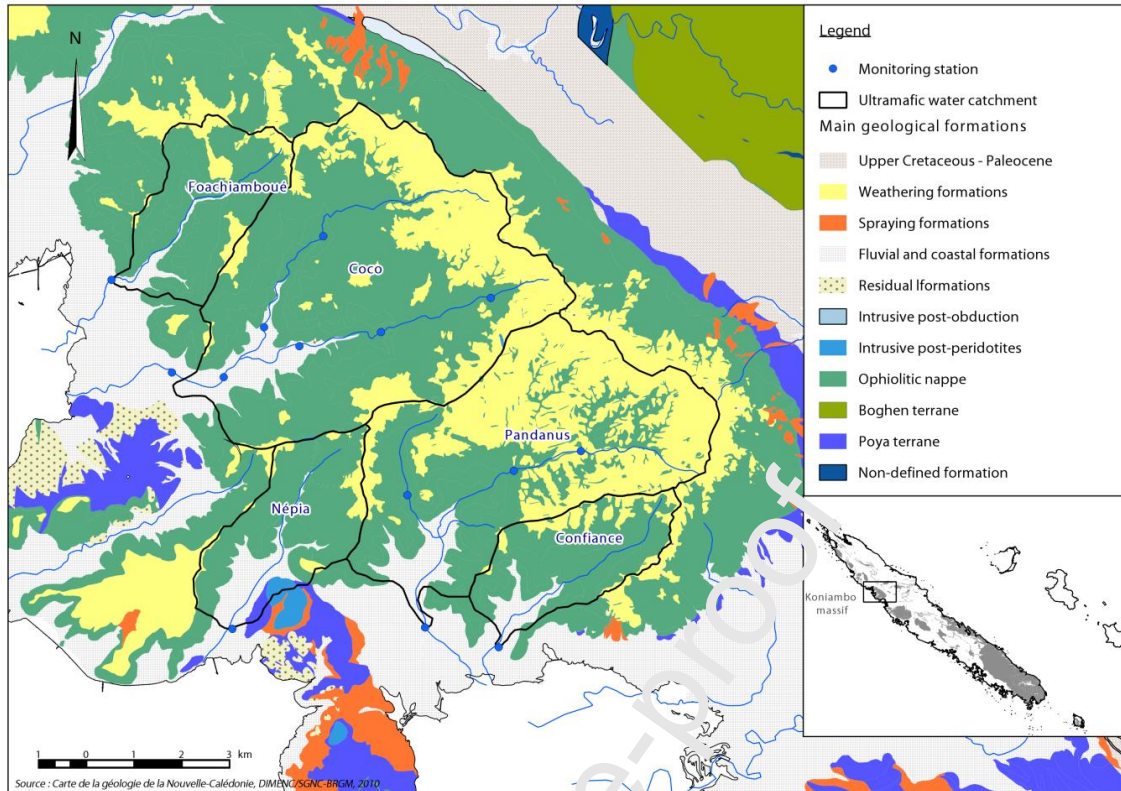 N
Foachiamboué
Coco
Pandanus
Népia
Confiance
1 0 1 2 3 km
Source : Carte de la géologie de la Nouvelle-Calédonie, DIMENC/SGNC-BRGM, 2010
Legend
Monitoring station
Ultramafic water catchment
Main geological formations
Upper Cretaceous - Paleocene
Weathering formations
Spraying formations
Fluvial and coastal formations
Residual lformations
Intrusive post-obduction
Intrusive post-peridotites
Ophiolitic nappe
Boghen terrane
Poya terrane
Non-defined formation
Koniambo
massif
e-proof